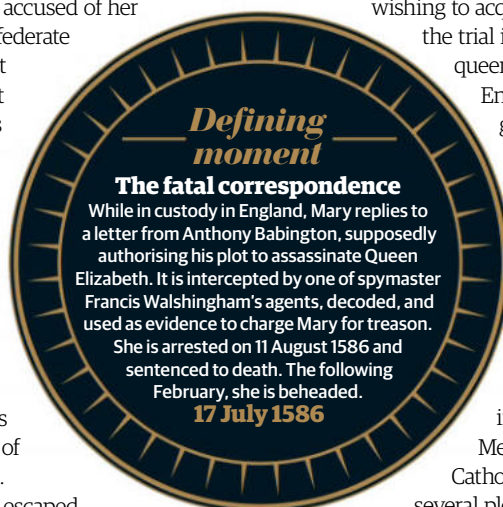 accused of her
federate
wishing to acq
the trial i
queer
En
Defining
moment
The fatal correspondence
While in custody in England, Mary replies to
a letter from Anthony Babington, supposedly
authorising his plot to assassinate Queen
Elizabeth. It is intercepted by one of spymaster
Francis Walshingham's agents, decoded, and
used as evidence to charge Mary for treason.
She is arrested on 11 August 1586 and
sentenced to death. The following
February, she is beheaded.
17 July 1586
s
of
escaped
i
Me
Catho
several ple